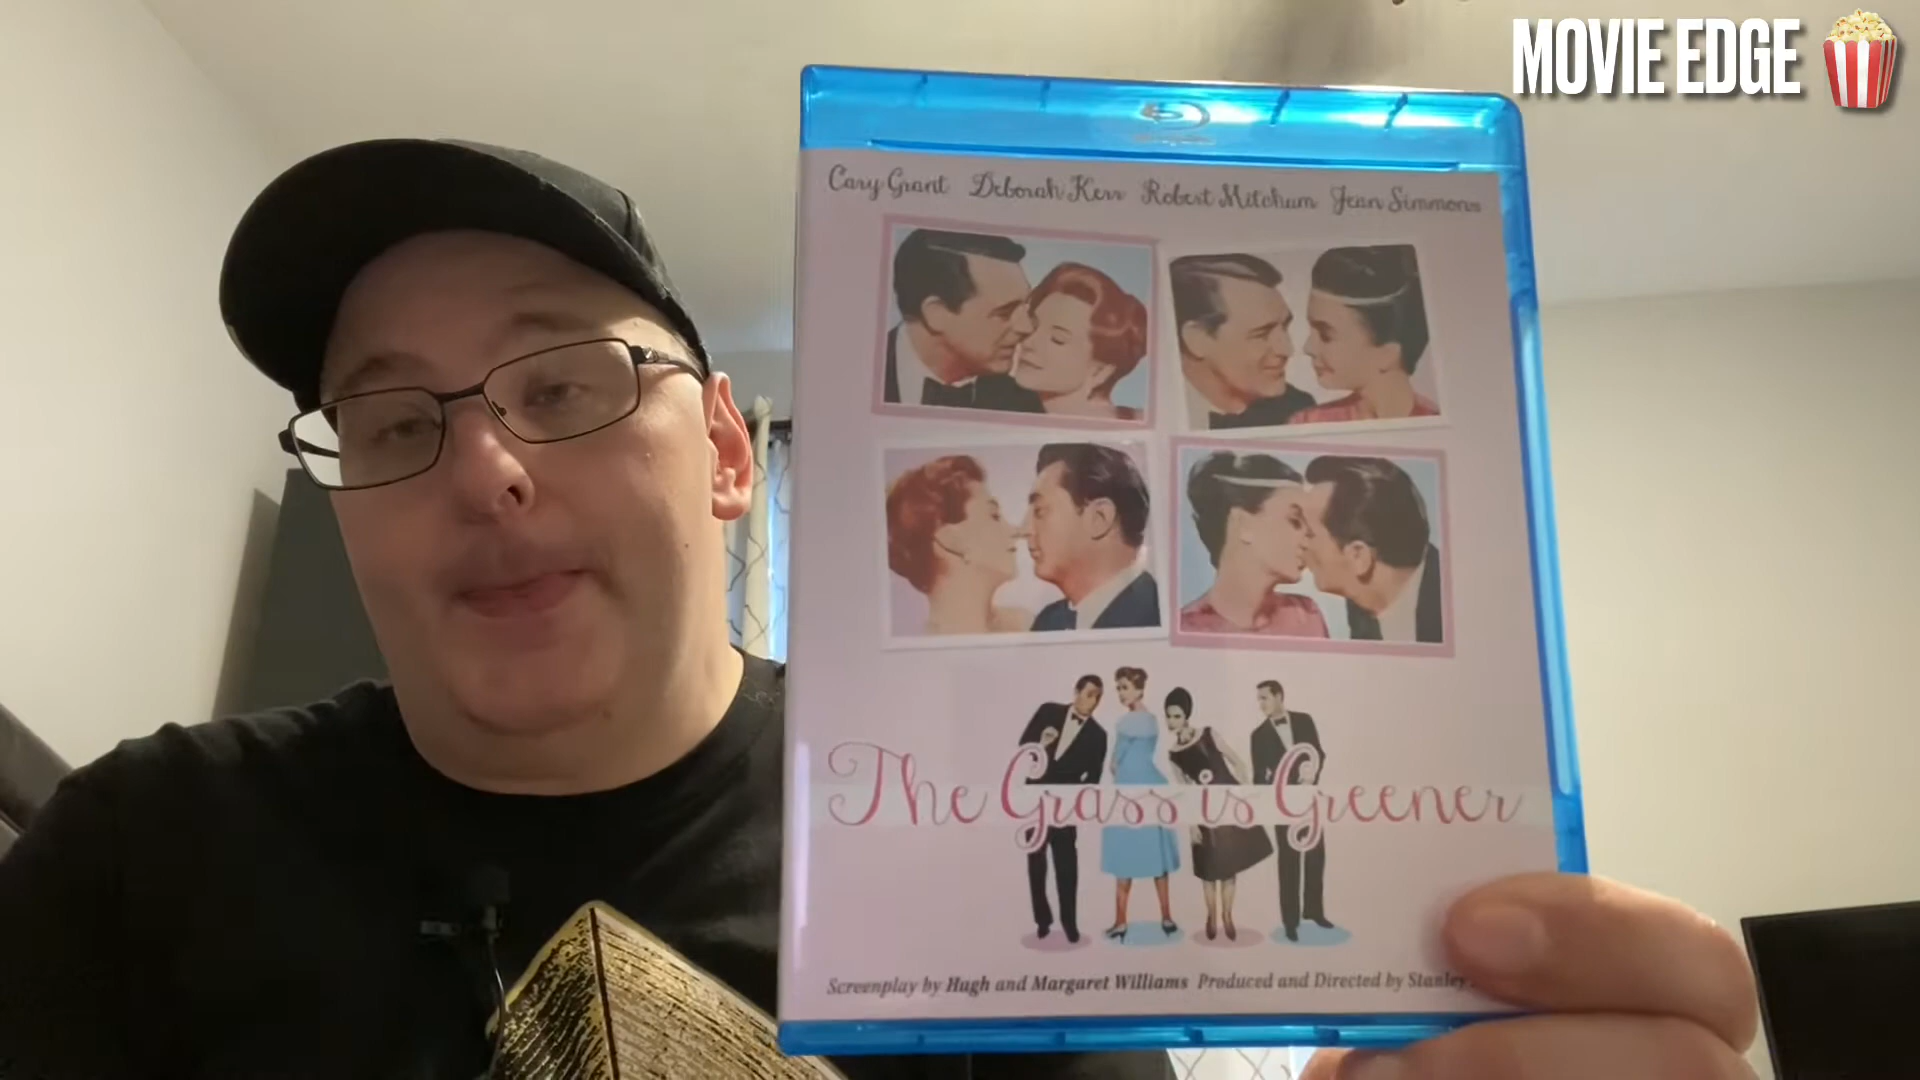 MOVIE EDGE
Cary Grant Deborah Kerr Robert Mitchum Jean Simmons
The Grass is Greener
Screenplay by Hugh and Margaret Williams Produced and Directed by Stanley